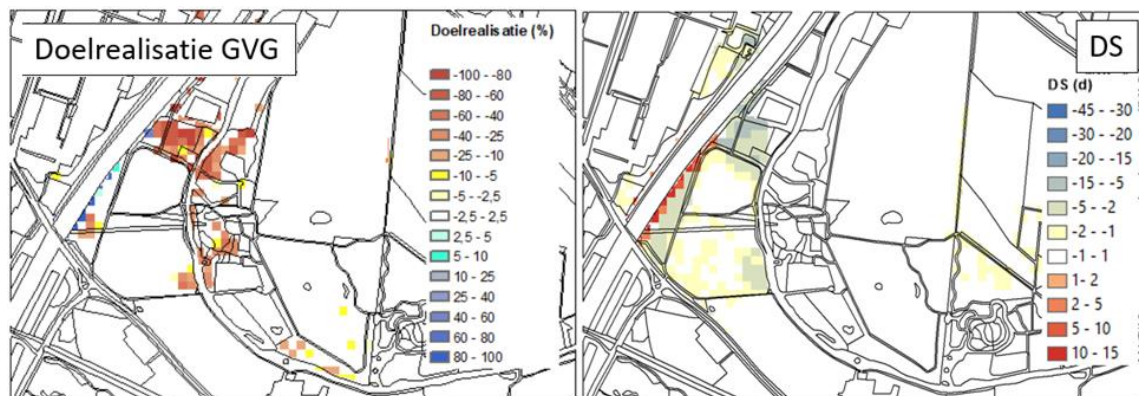 Doelrealisatie GVG
Doelrealisatie (%)
-100 - -80
-80 - -60
-60 - -40
-40 - -25
-25 - -10
-10 - -5
-5 - -2,5
-2,5 - 2,5
2,5 - 5
5 - 10
10 - 25
25 - 40
40 - 60
60 - 80
80 - 100
DS
DS (d)
-45 - -30
-30 - -20
-20 - -15
-15 - -5
-5 - -2
-2 - -1
-1 - 1
1 - 2
2 - 5
5 - 10
10 - 15